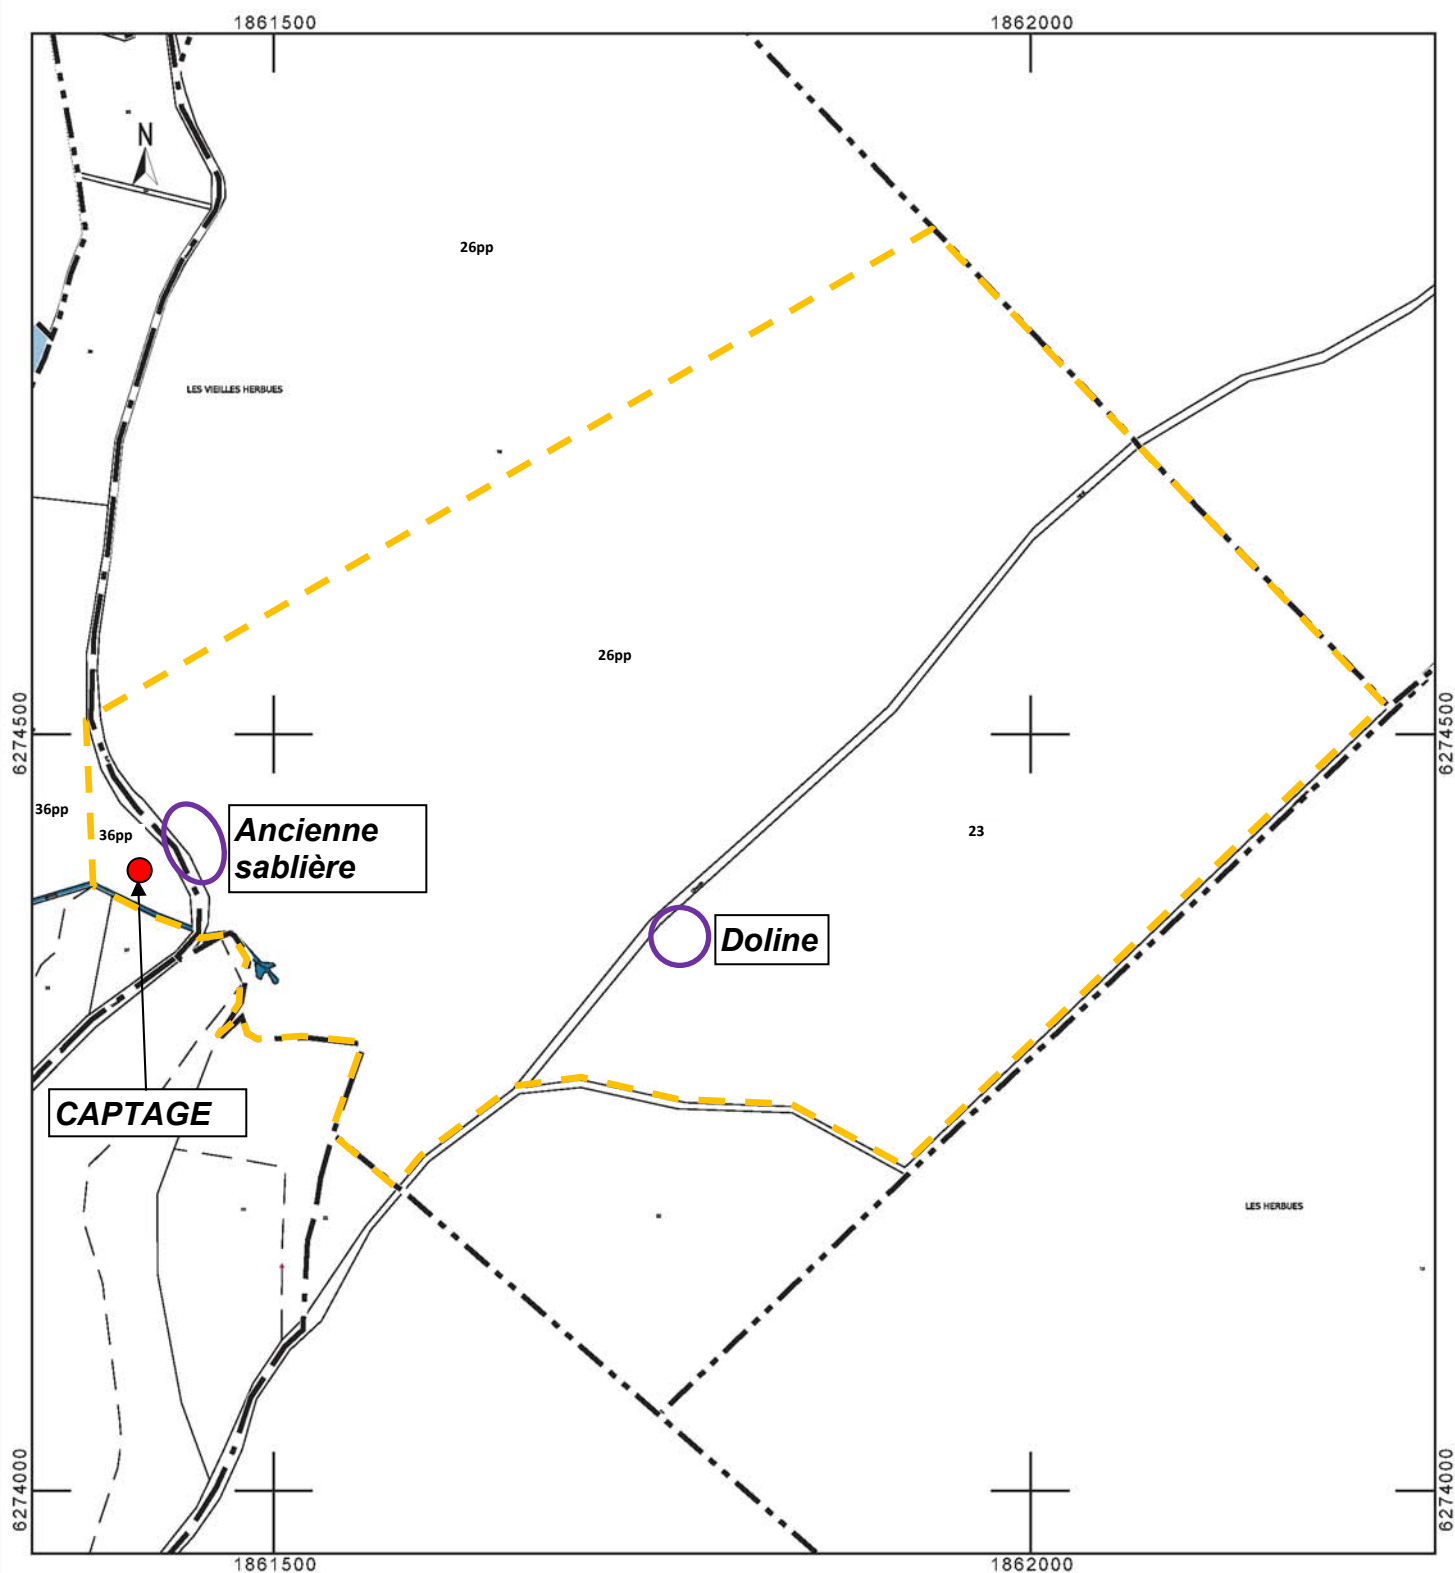 1861500 1862000
N
26pp
LES VIEILLES HERBUES
26pp
6274500 6274500
36pp
36pp
Ancienne
sablière
23
Doline
CAPTAGE
LES HERBUES
6274000 6274000
1861500 1862000